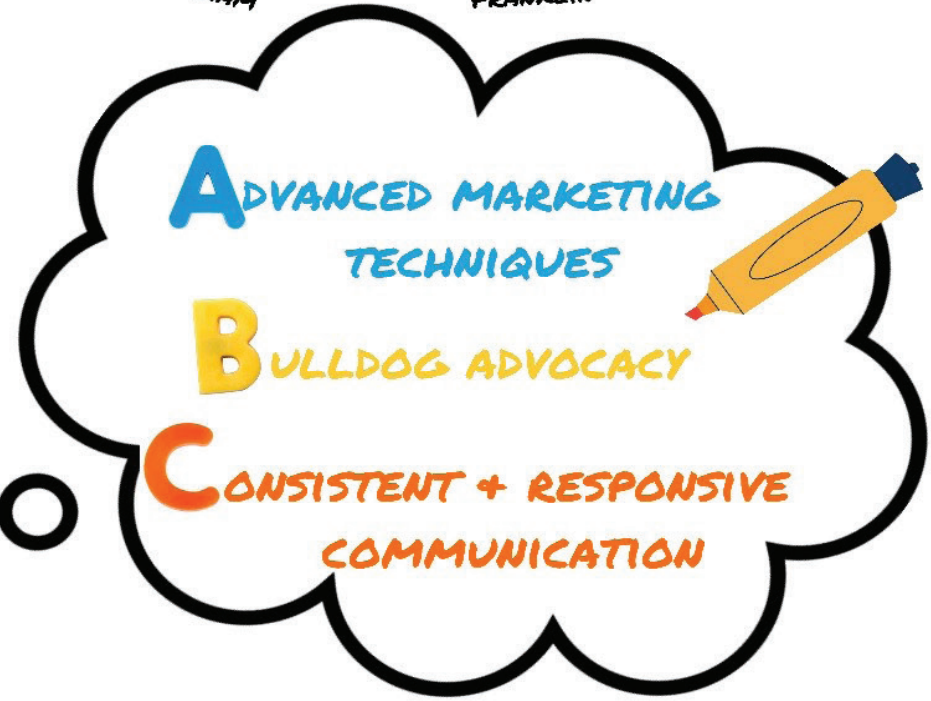 ADVANCED MARKETING
TECHNIQUES
BULLDOG ADVOCACY
CONSISTENT + RESPONSIVE
COMMUNICATION